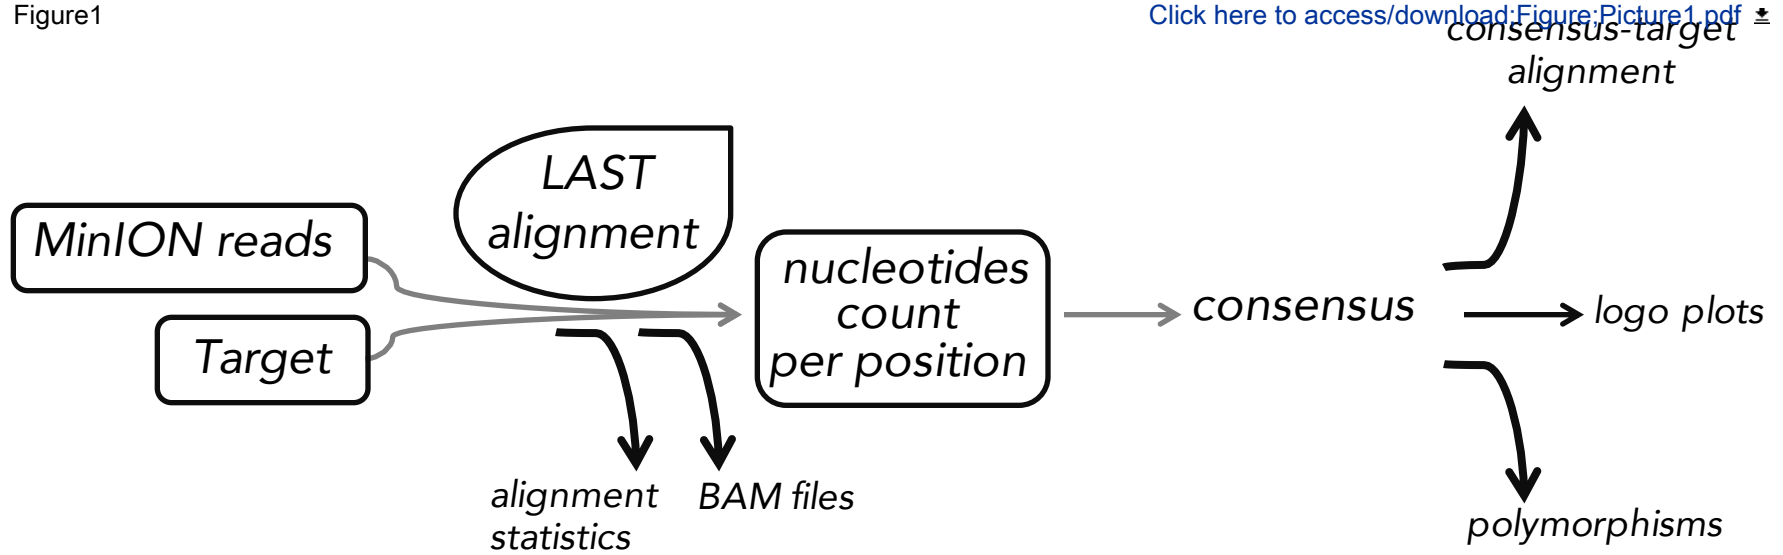 Figure1
Click here to access/download;Figure;Picture1.pdf
consensus-target
alignment
LAST
alignment
MinION reads
Target
nucleotides
count
per position
consensus
logo plots
alignment
statistics
BAM files
polymorphisms